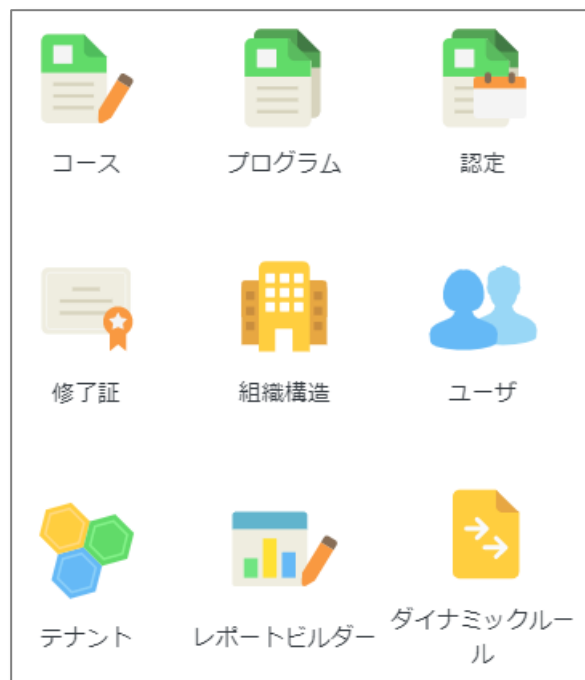 コース
プログラム
認定
修了証
組織構造
ユーザ
テナント
レポートビルダー
ダイナミックルー
ル